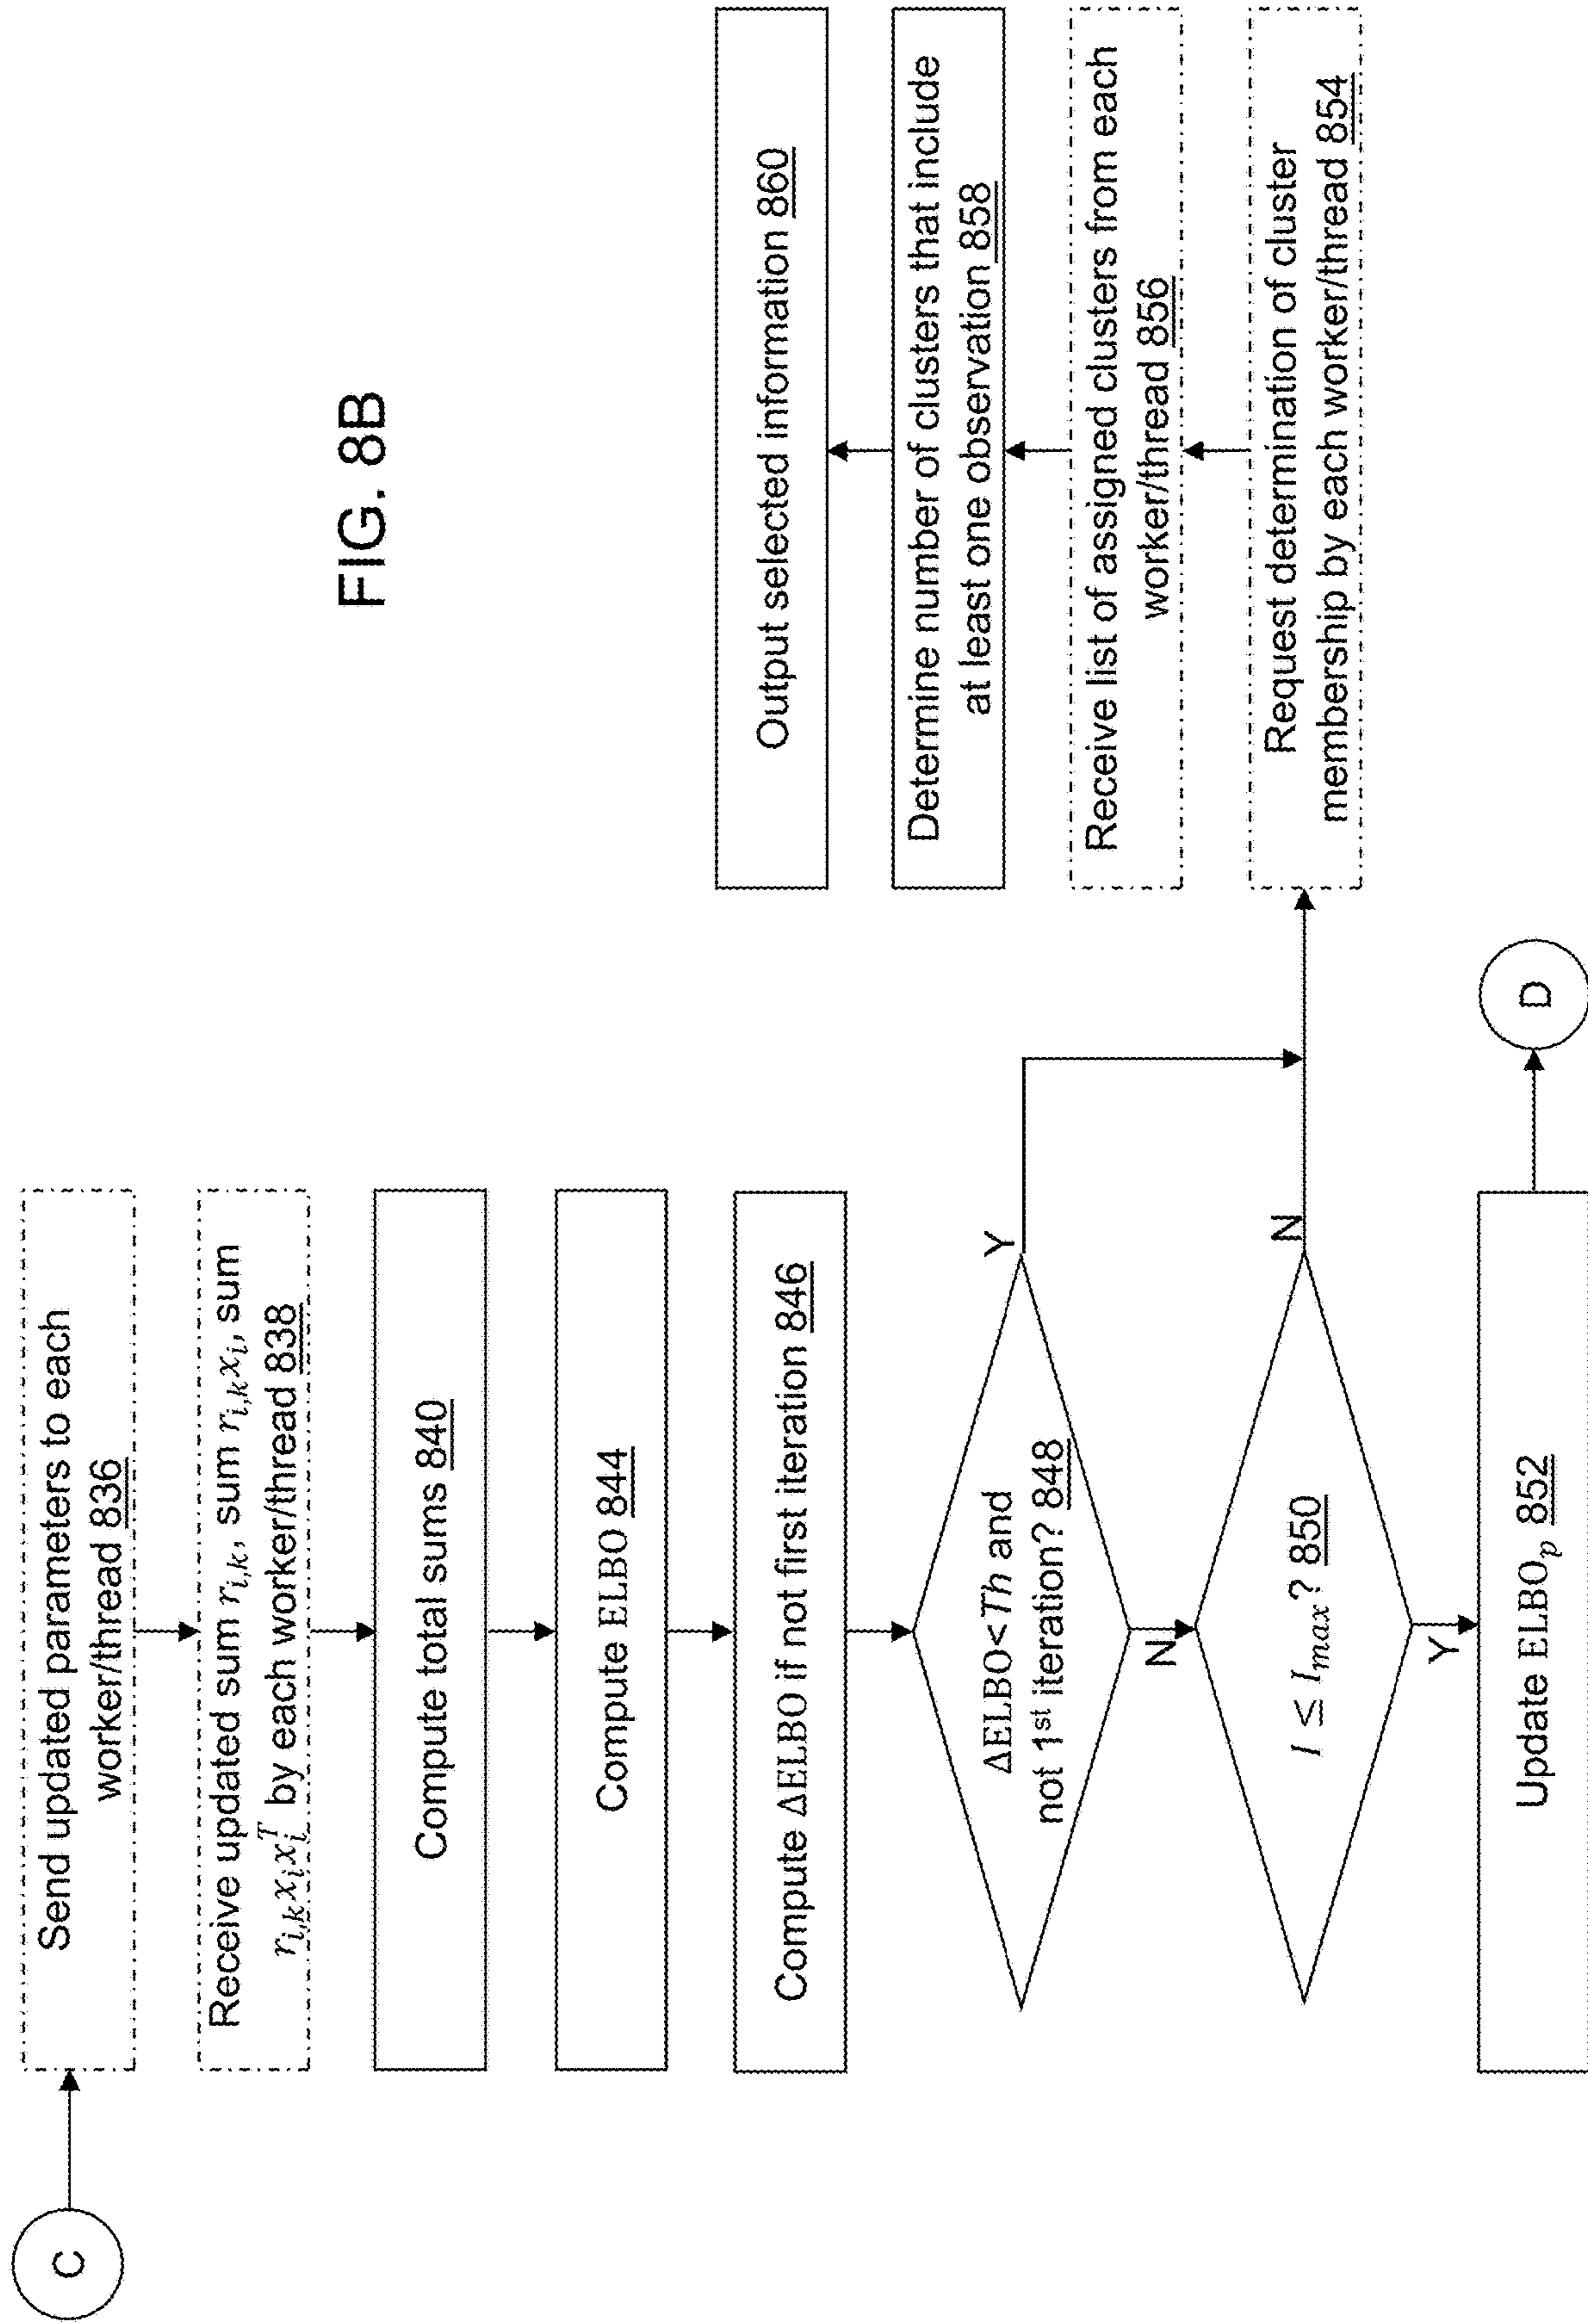 C
Send updated parameters to each
worker/thread 836
Receive updated sum r_{i,k}, sum r_{i,k}x_i, sum
r_{i,k}x_ix_i^T by each worker/thread 838
Compute total sums 840
Compute ELBO 844
Compute ΔELBO if not first iteration 846
ΔELBO<Th and
not 1st iteration? 848
Y
N
I ≤ I_{max}? 850
N
Y
Update ELBO_p 852
D
Request determination of cluster
membership by each worker/thread 854
Receive list of assigned clusters from each
worker/thread 856
Determine number of clusters that include
at least one observation 858
Output selected information 860
FIG. 8B